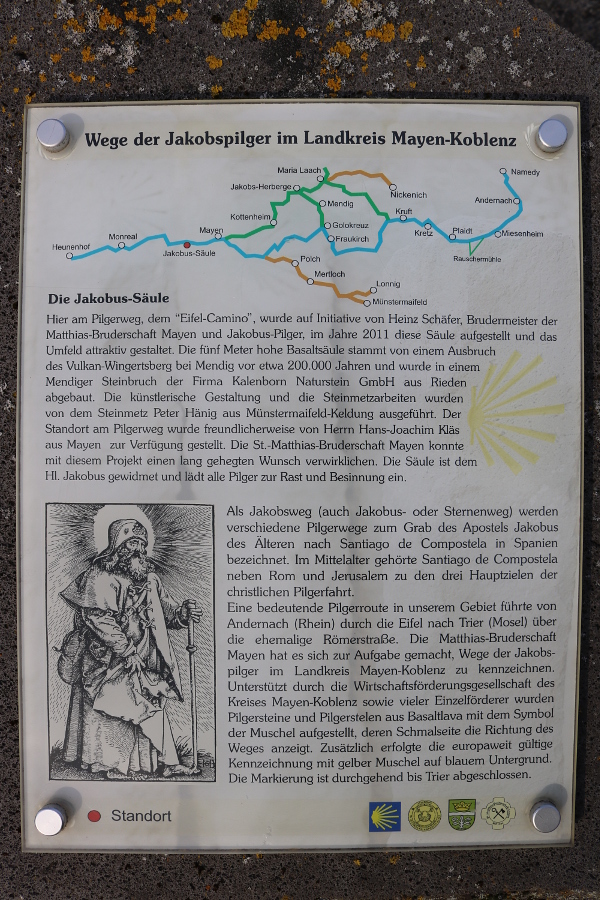 Wege der Jakobspilger im Landkreis Mayen-Koblenz
Maria Laach
Namedy
Jakobs-Herberge
Nickenich
Mendig
Andernach
Kottenheim
Kruft
Golokreuz
Mayen
Kretz
Plaidt
Miesenheim
Monreal
Fraukirch
Heunenhof
Jakobus-Säule
Rauschermühle
Polch
Mertloch
Lonnig
Münstermaifeld
Die Jakobus-Säule
Hier am Pilgerweg, dem “Eifel-Camino”, wurde auf Initiative von Heinz Schäfer, Brudermeister der
Matthias-Bruderschaft Mayen und Jakobus-Pilger, im Jahre 2011 diese Säule aufgestellt und das
Umfeld attraktiv gestaltet. Die fünf Meter hohe Basaltsäule stammt von einem Ausbruch
des Vulkan-Wingertsberg bei Mendig vor etwa 200.000 Jahren und wurde in einem
Mendiger Steinbruch der Firma Kalenborn Naturstein GmbH aus Rieden
abgebaut. Die künstlerische Gestaltung und die Steinmetzarbeiten wurden
von dem Steinmetz Peter Hänig aus Münstermaifeld-Keldung ausgeführt. Der
Standort am Pilgerweg wurde freundlicherweise von Herrn Hans-Joachim Kläs
aus Mayen zur Verfügung gestellt. Die St.-Matthias-Bruderschaft Mayen konnte
mit diesem Projekt einen lang gehegten Wunsch verwirklichen. Die Säule ist dem
Hl. Jakobus gewidmet und lädt alle Pilger zur Rast und Besinnung ein.
Als Jakobsweg (auch Jakobus- oder Sternenweg) werden
verschiedene Pilgerwege zum Grab des Apostels Jakobus
des Älteren nach Santiago de Compostela in Spanien
bezeichnet. Im Mittelalter gehörte Santiago de Compostela
neben Rom und Jerusalem zu den drei Hauptzielen der
christlichen Pilgerfahrt.
Eine bedeutende Pilgerroute in unserem Gebiet führte von
Andernach (Rhein) durch die Eifel nach Trier (Mosel) über
die ehemalige Römerstraße. Die Matthias-Bruderschaft
Mayen hat es sich zur Aufgabe gemacht, Wege der Jakobs-
pilger im Landkreis Mayen-Koblenz zu kennzeichnen.
Unterstützt durch die Wirtschaftsförderungsgesellschaft des
Kreises Mayen-Koblenz sowie vieler Einzelförderer wurden
Pilgersteine und Pilgerstelen aus Basaltlava mit dem Symbol
der Muschel aufgestellt, deren Schmalseite die Richtung des
Weges anzeigt. Zusätzlich erfolgte die europaweit gültige
Kennzeichnung mit gelber Muschel auf blauem Untergrund.
Die Markierung ist durchgehend bis Trier abgeschlossen.
Standort